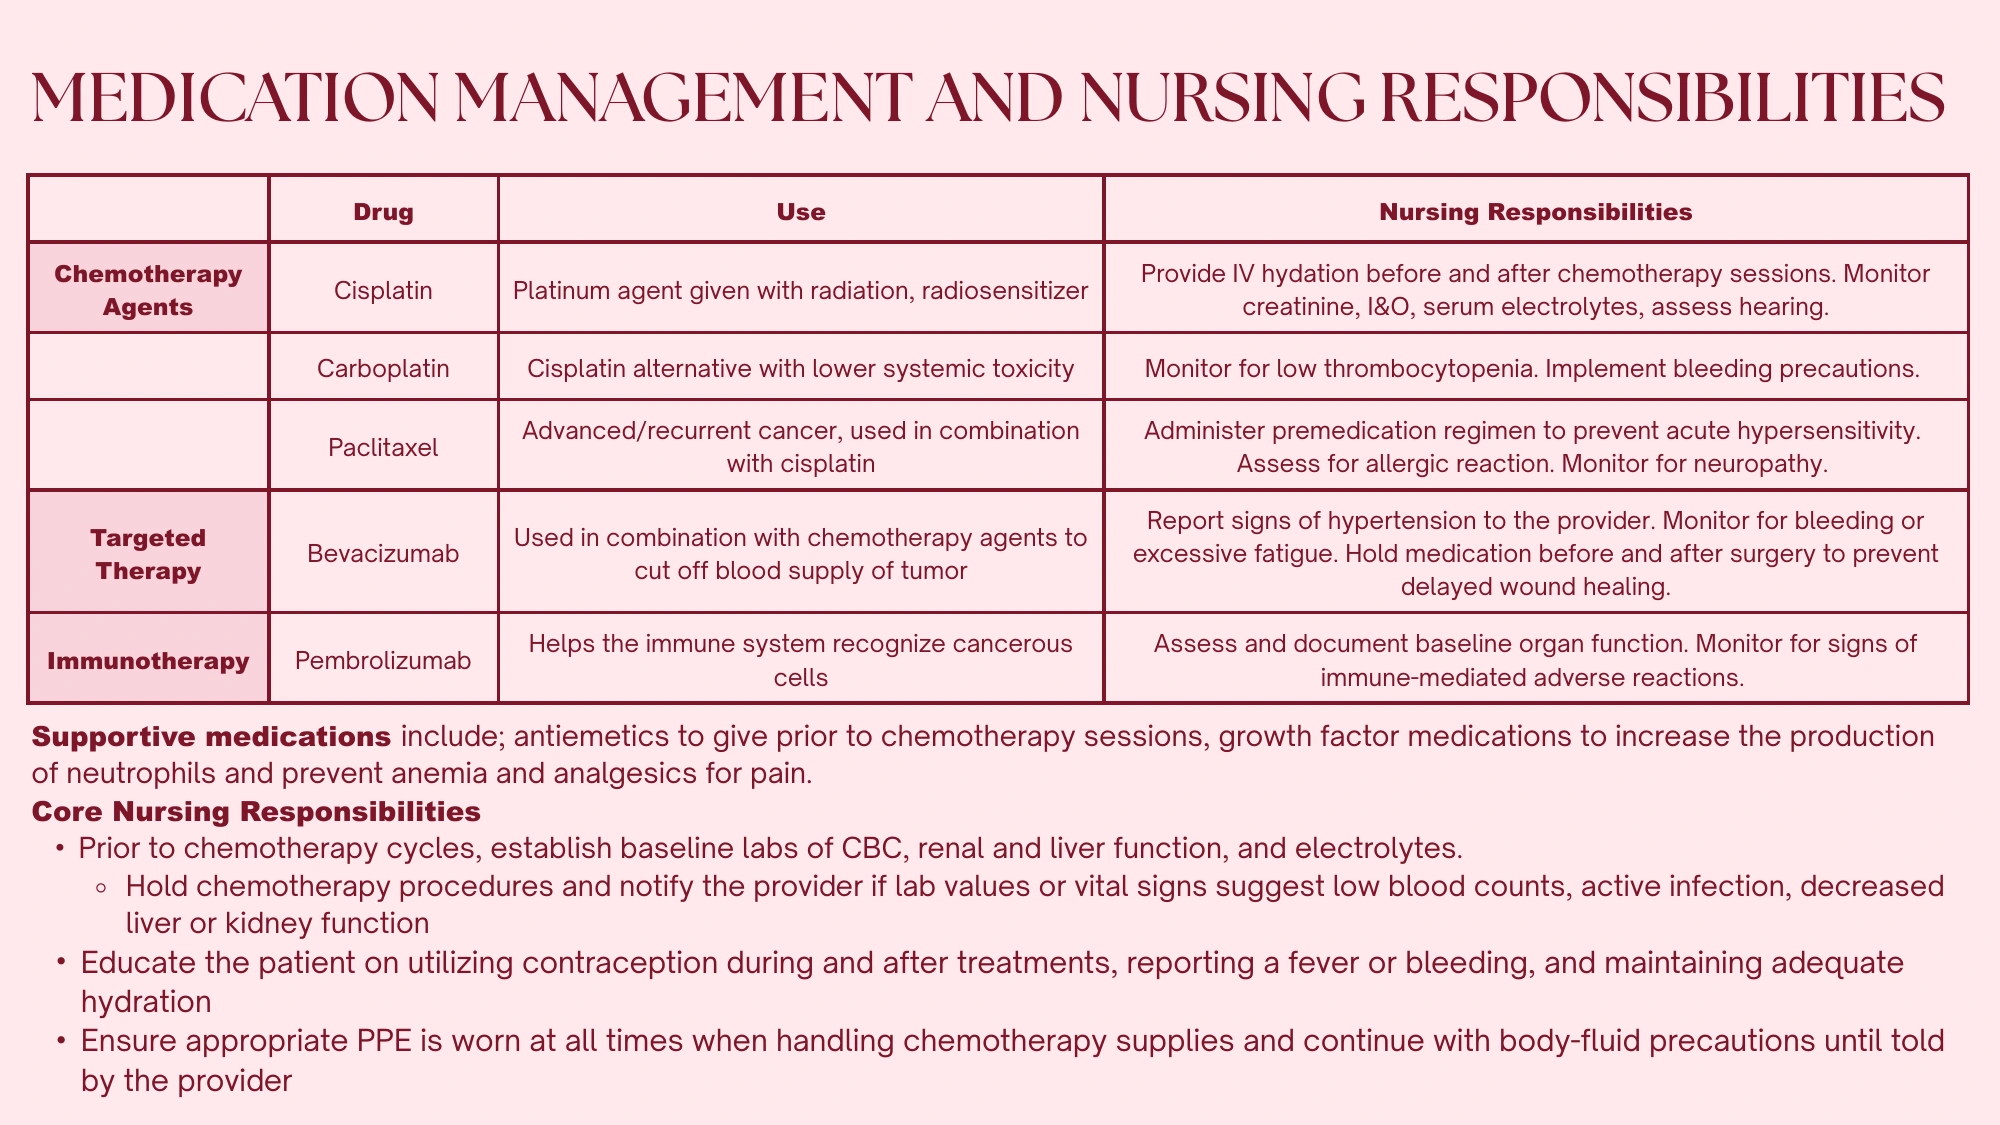 MEDICATION MANAGEMENT AND NURSING RESPONSIBILITIES
Drug
Use
Nursing Responsibilities
Chemotherapy
Agents
Cisplatin
Platinum agent given with radiation, radiosensitizer
Provide IV hydation before and after chemotherapy sessions. Monitor
creatinine, I&O, serum electrolytes, assess hearing.
Carboplatin
Cisplatin alternative with lower systemic toxicity
Monitor for low thrombocytopenia. Implement bleeding precautions.
Paclitaxel
Advanced/recurrent cancer, used in combination
with cisplatin
Administer premedication regimen to prevent acute hypersensitivity.
Assess for allergic reaction. Monitor for neuropathy.
Targeted
Therapy
Bevacizumab
Used in combination with chemotherapy agents to
cut off blood supply of tumor
Report signs of hypertension to the provider. Monitor for bleeding or
excessive fatigue. Hold medication before and after surgery to prevent
delayed wound healing.
Immunotherapy
Pembrolizumab
Helps the immune system recognize cancerous
cells
Assess and document baseline organ function. Monitor for signs of
immune-mediated adverse reactions.
Supportive medications include; antiemetics to give prior to chemotherapy sessions, growth factor medications to increase the production
of neutrophils and prevent anemia and analgesics for pain.
Core Nursing Responsibilities
• Prior to chemotherapy cycles, establish baseline labs of CBC, renal and liver function, and electrolytes.
◦ Hold chemotherapy procedures and notify the provider if lab values or vital signs suggest low blood counts, active infection, decreased
liver or kidney function
• Educate the patient on utilizing contraception during and after treatments, reporting a fever or bleeding, and maintaining adequate
hydration
• Ensure appropriate PPE is worn at all times when handling chemotherapy supplies and continue with body-fluid precautions until told
by the provider